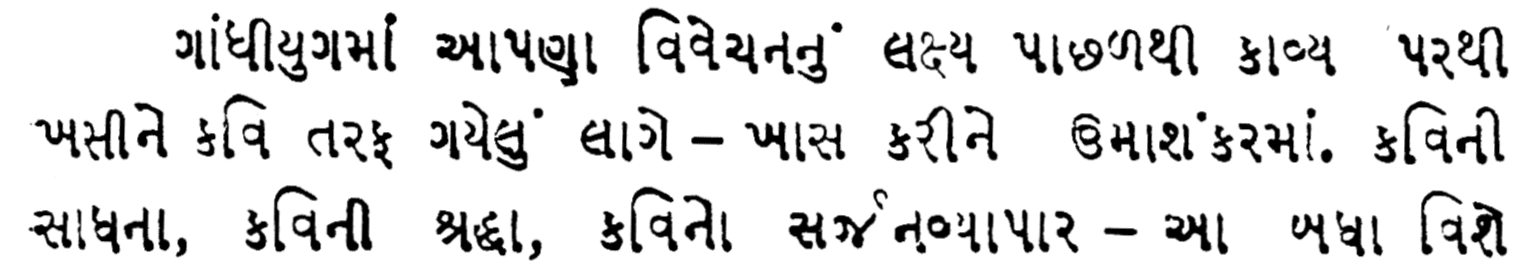 ગાંધીયુગમાં આપણા વિવેચનનું લક્ષ્ય પાછળથી કાવ્ય પરથી
ખસીને કવિ તરફ ગયેલું લાગે – ખાસ કરીને ઉમાશંકરમાં. કવિની
સાધના, કવિની શ્રદ્ધા, કવિનો સર્જનવ્યાપાર – આ બધા વિશે